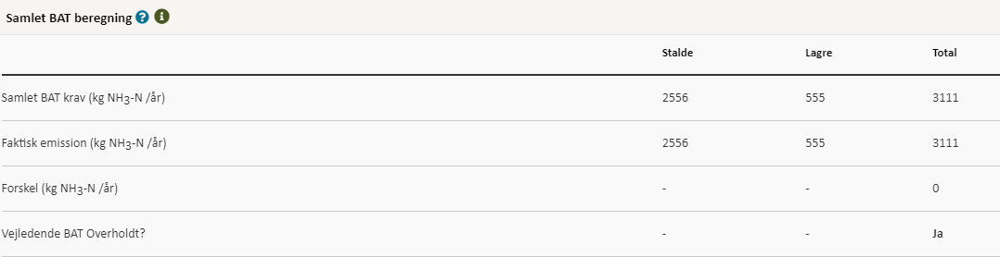 Samlet BAT beregning ? i
Stalde Lagre Total
Samlet BAT krav (kg NH3-N /år) 2556 555 3111
Faktisk emission (kg NH3-N /år) 2556 555 3111
Forskel (kg NH3-N /år) - - 0
Vejledende BAT Overholdt? - - Ja